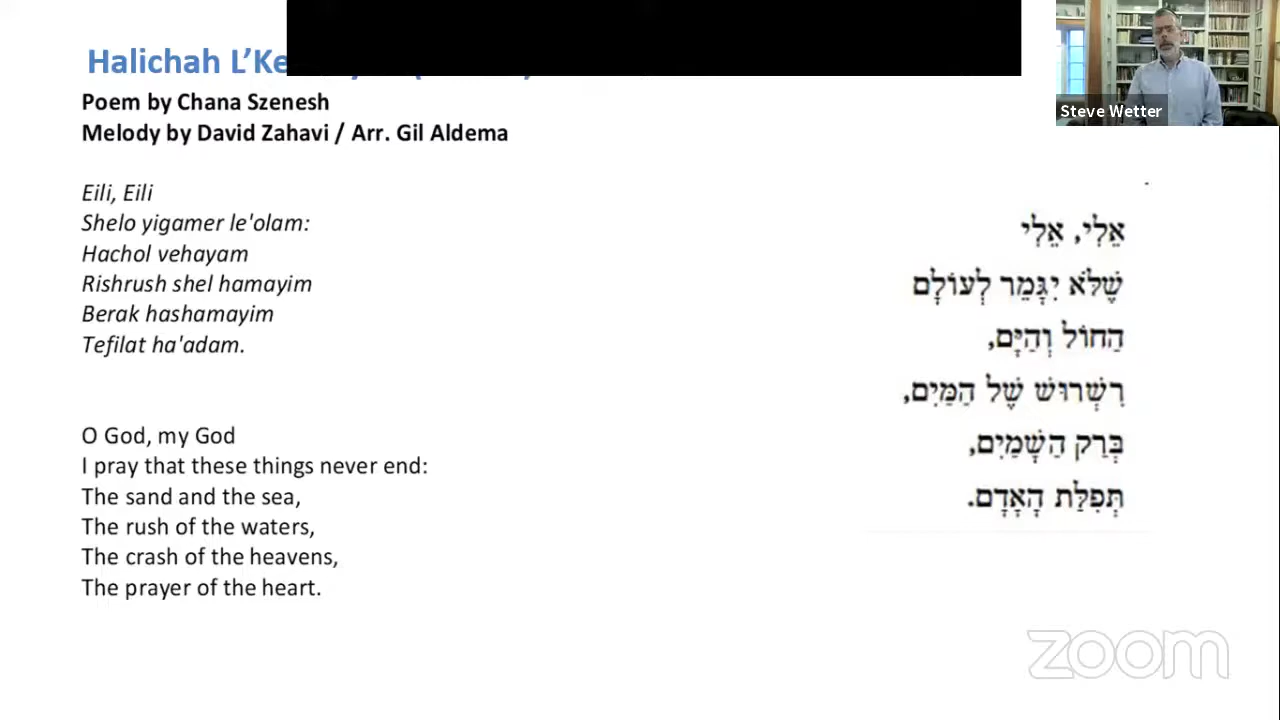 Halichah
Poem by Chana Szenesh
Melody by David Zahavi / Arr. Gil Aldema
Eili, Eili
Shelo yigamer le'olam:
Hachol vehayam
Rishrush shel hamayim
Berak hashamayim
Tefilat ha'adam.
O God, my God
I pray that these things never end:
The sand and the sea,
The rush of the waters,
The crash of the heavens,
The prayer of the heart.
אֵלִי, אֵלִי
שֶׁלֹּא יִגָּמֵר לְעוֹלָם
הַחוֹל וְהַיָּם,
רִשְׁרוּשׁ שֶׁל הַמַּיִם,
בְּרַק הַשָּׁמַיִם,
תְּפִלַּת הָאָדָם.
Steve Wetter
zoom